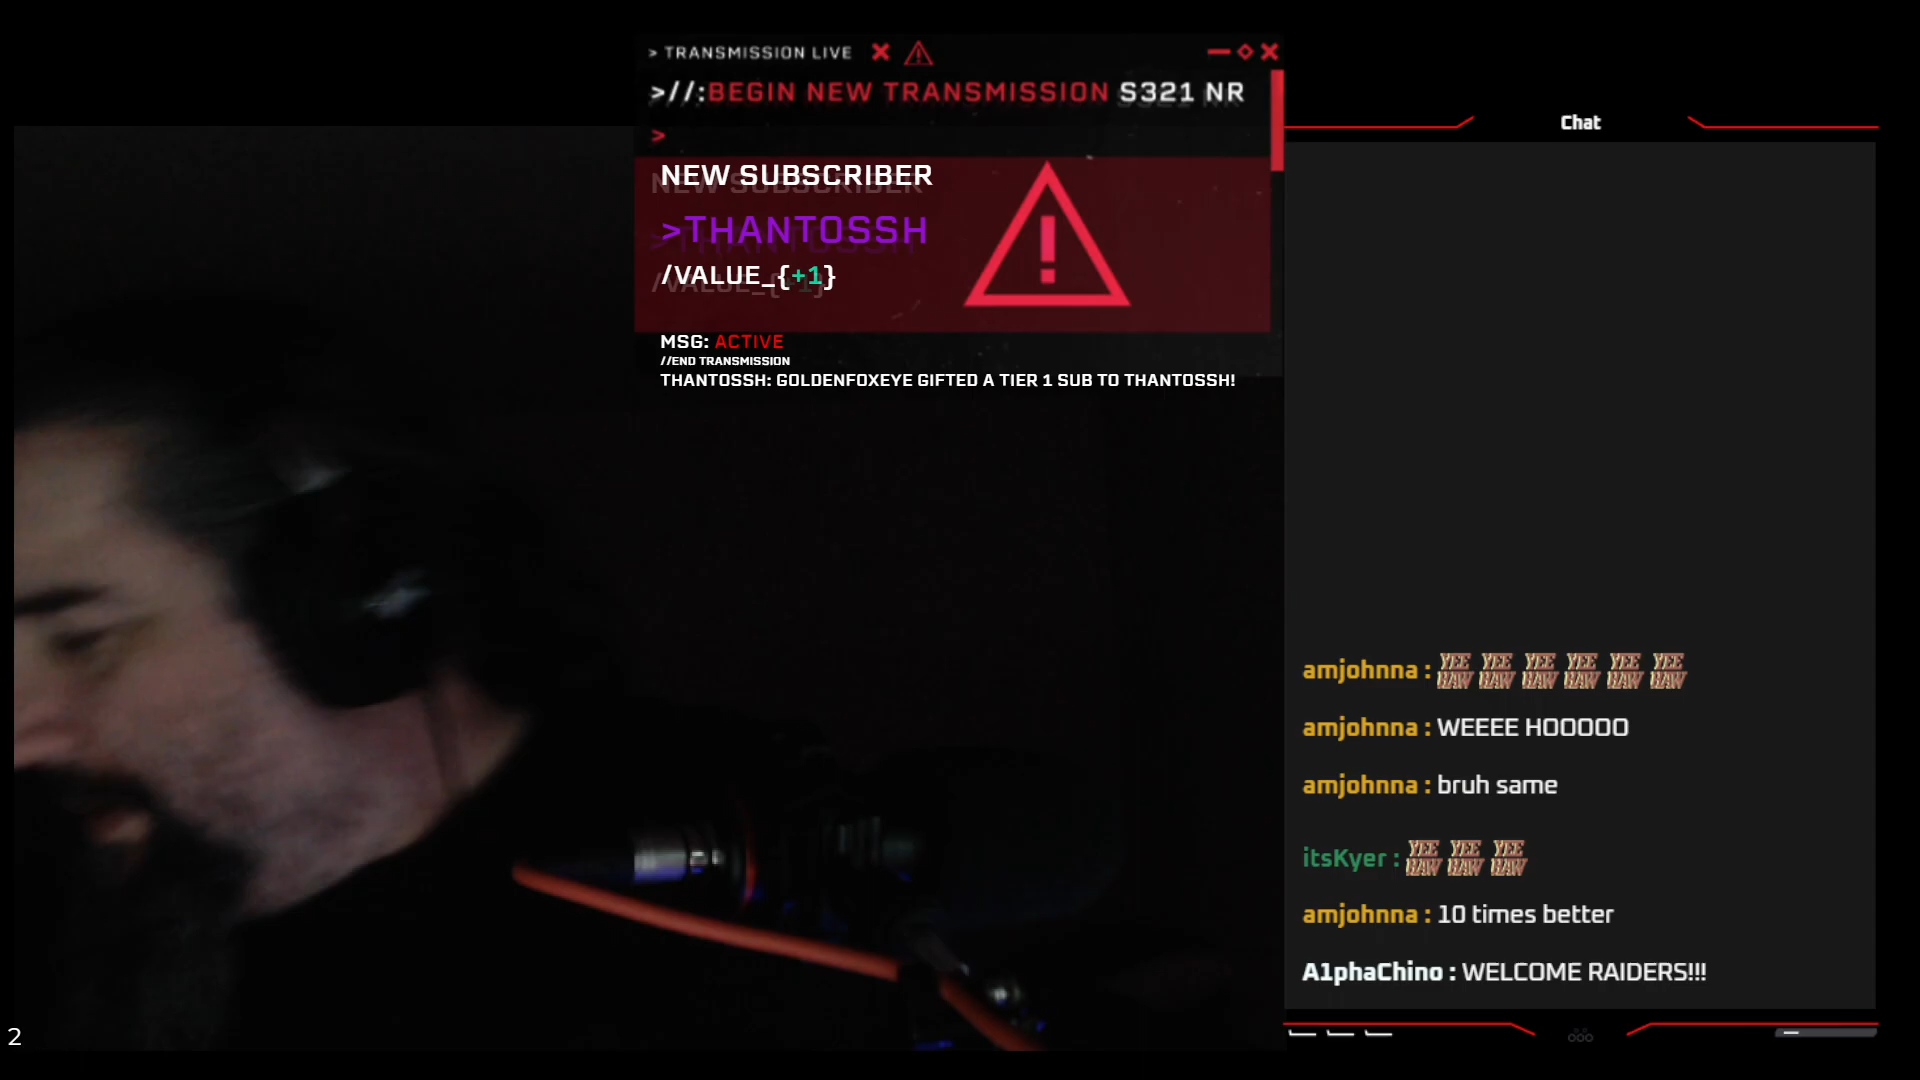 > TRANSMISSION LIVE
>//:BEGIN NEW TRANSMISSION S321 NR
>
NEW SUBSCRIBER
>THANTOSSH
/VALUE_{+1}
MSG: ACTIVE
//END TRANSMISSION
THANTOSSH: GOLDENFOXEYE GIFTED A TIER 1 SUB TO THANTOSSH!
Chat
amjohnna : YEE HAW YEE HAW YEE HAW YEE HAW YEE HAW YEE HAW
amjohnna : WEEEE HOOOOO
amjohnna : bruh same
itsKyer : YEE HAW YEE HAW YEE HAW
amjohnna : 10 times better
A1phaChino : WELCOME RAIDERS!!!
2